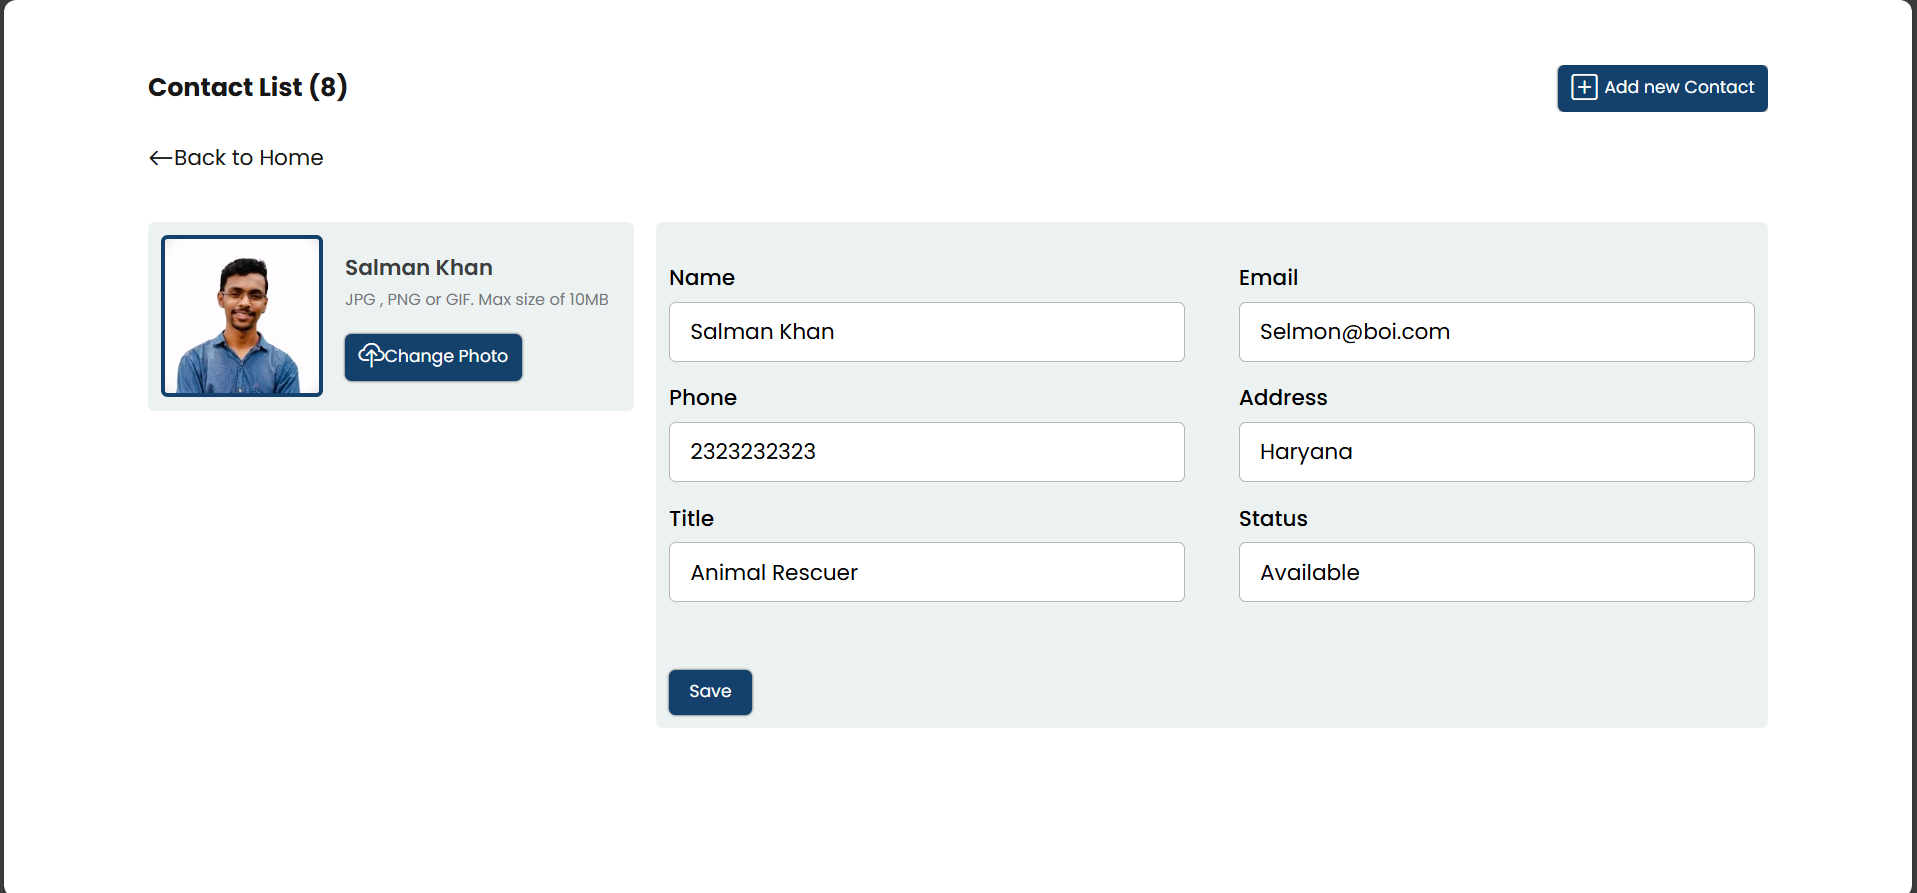 Contact List (8)
Add new Contact
Back to Home
Salman Khan
JPG , PNG or GIF. Max size of 10MB
Change Photo
Name
Salman Khan
Email
Selmon@boi.com
Phone
2323232323
Address
Haryana
Title
Animal Rescuer
Status
Available
Save